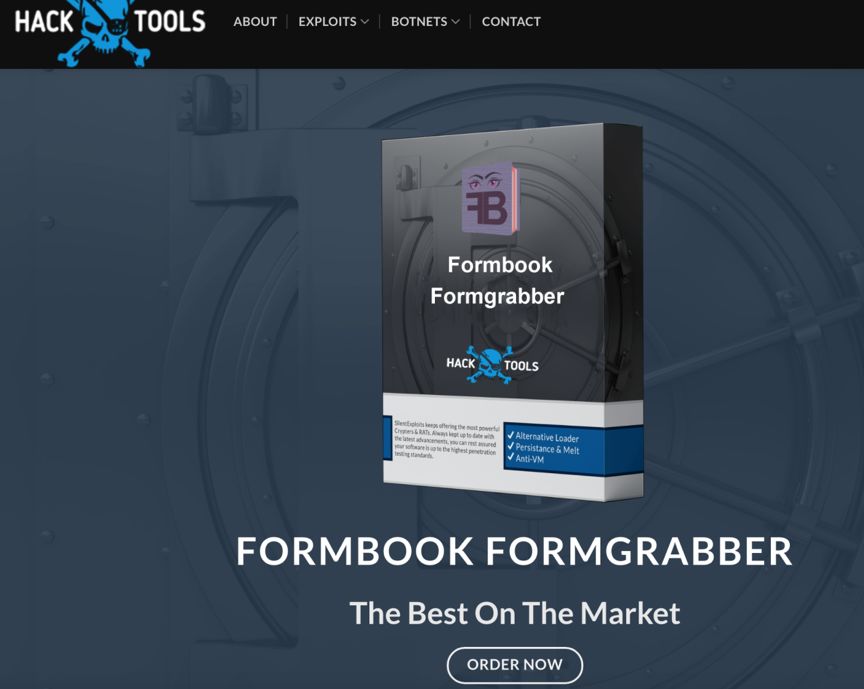 HACK TOOLS
ABOUT EXPLOITS BOTNETS CONTACT
FB
Formbook
Formgrabber
HACK TOOLS
SilentExploits keeps offering the most powerful
Crypters & RATs. Always kept up to date with
the latest advancements, you can rest assured
your software is up to the highest penetration
testing standards.
Alternative Loader
Persistance & Melt
Anti-VM
FORMBOOK FORMGRABBER
The Best On The Market
ORDER NOW